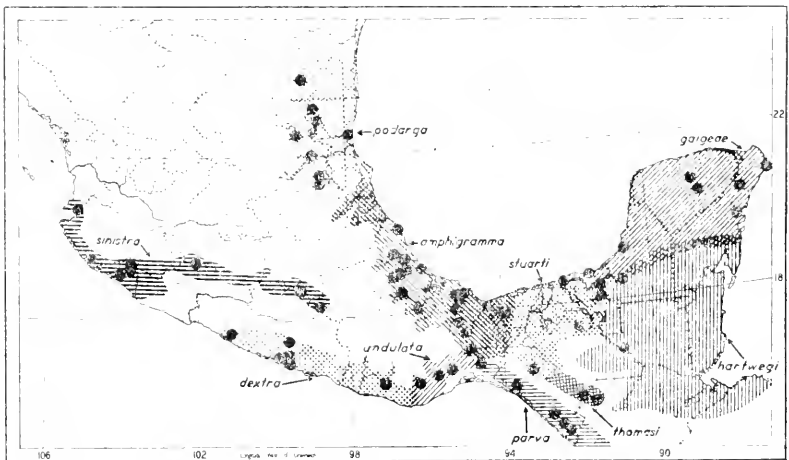 podarga
22
gaigeae
sinistra
amphigramma
stuarti
18
undulata
hartwegi
dextra
thomasi
parva
106
102
98
94
90